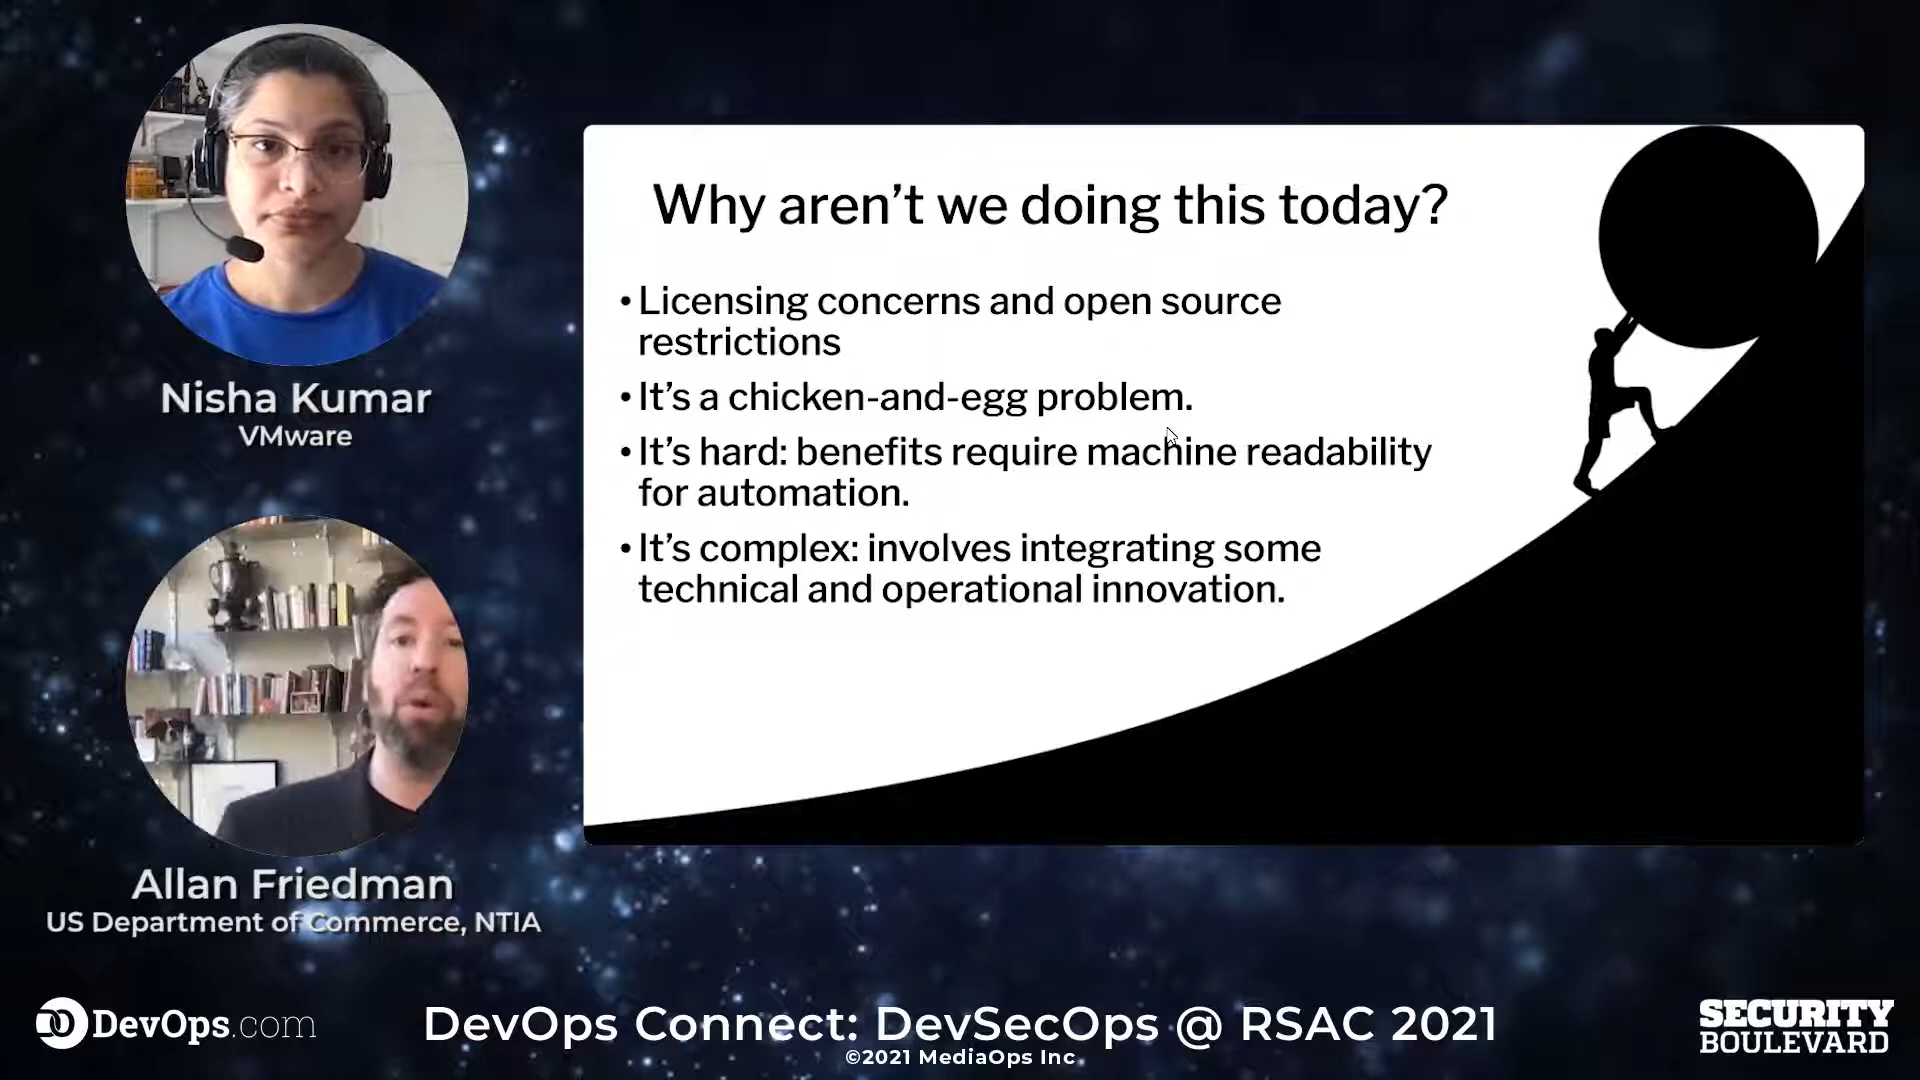 Nisha Kumar
VMware
Allan Friedman
US Department of Commerce, NTIA
Why aren’t we doing this today?
• Licensing concerns and open source
restrictions
• It’s a chicken-and-egg problem.
• It’s hard: benefits require machine readability
for automation.
• It’s complex: involves integrating some
technical and operational innovation.
DevOps.com
DevOps Connect: DevSecOps @ RSAC 2021
©2021 MediaOps Inc
SECURITY
BOULEVARD